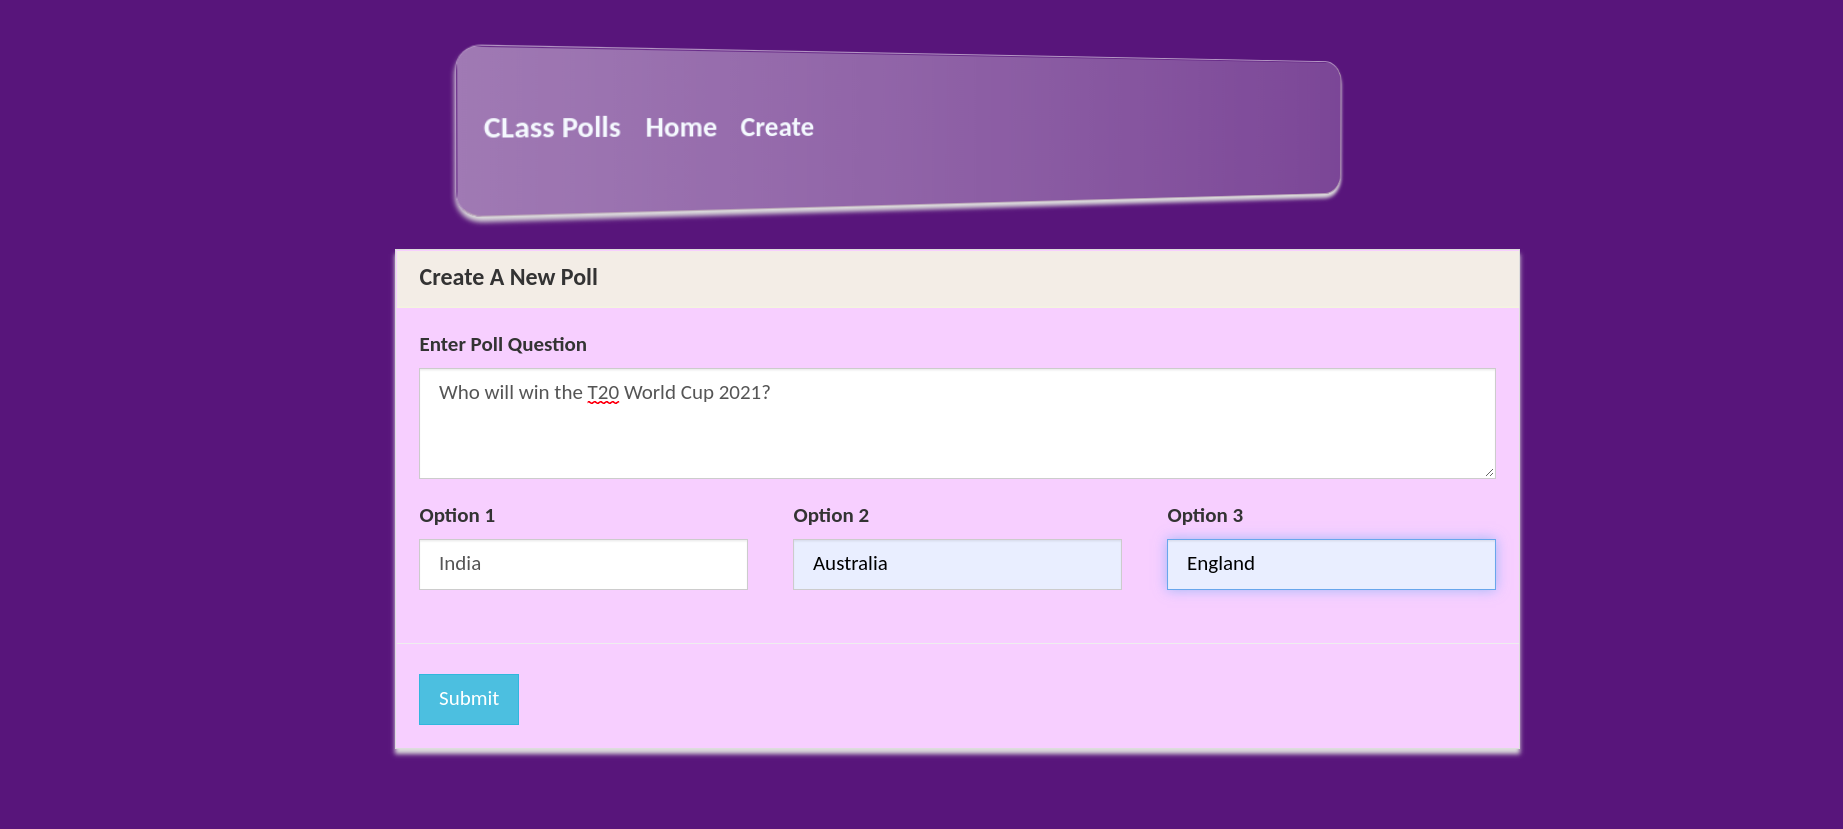 CLass Polls Home Create
Create A New Poll
Enter Poll Question
Who will win the T20 World Cup 2021?
Option 1 Option 2 Option 3
India Australia England
Submit